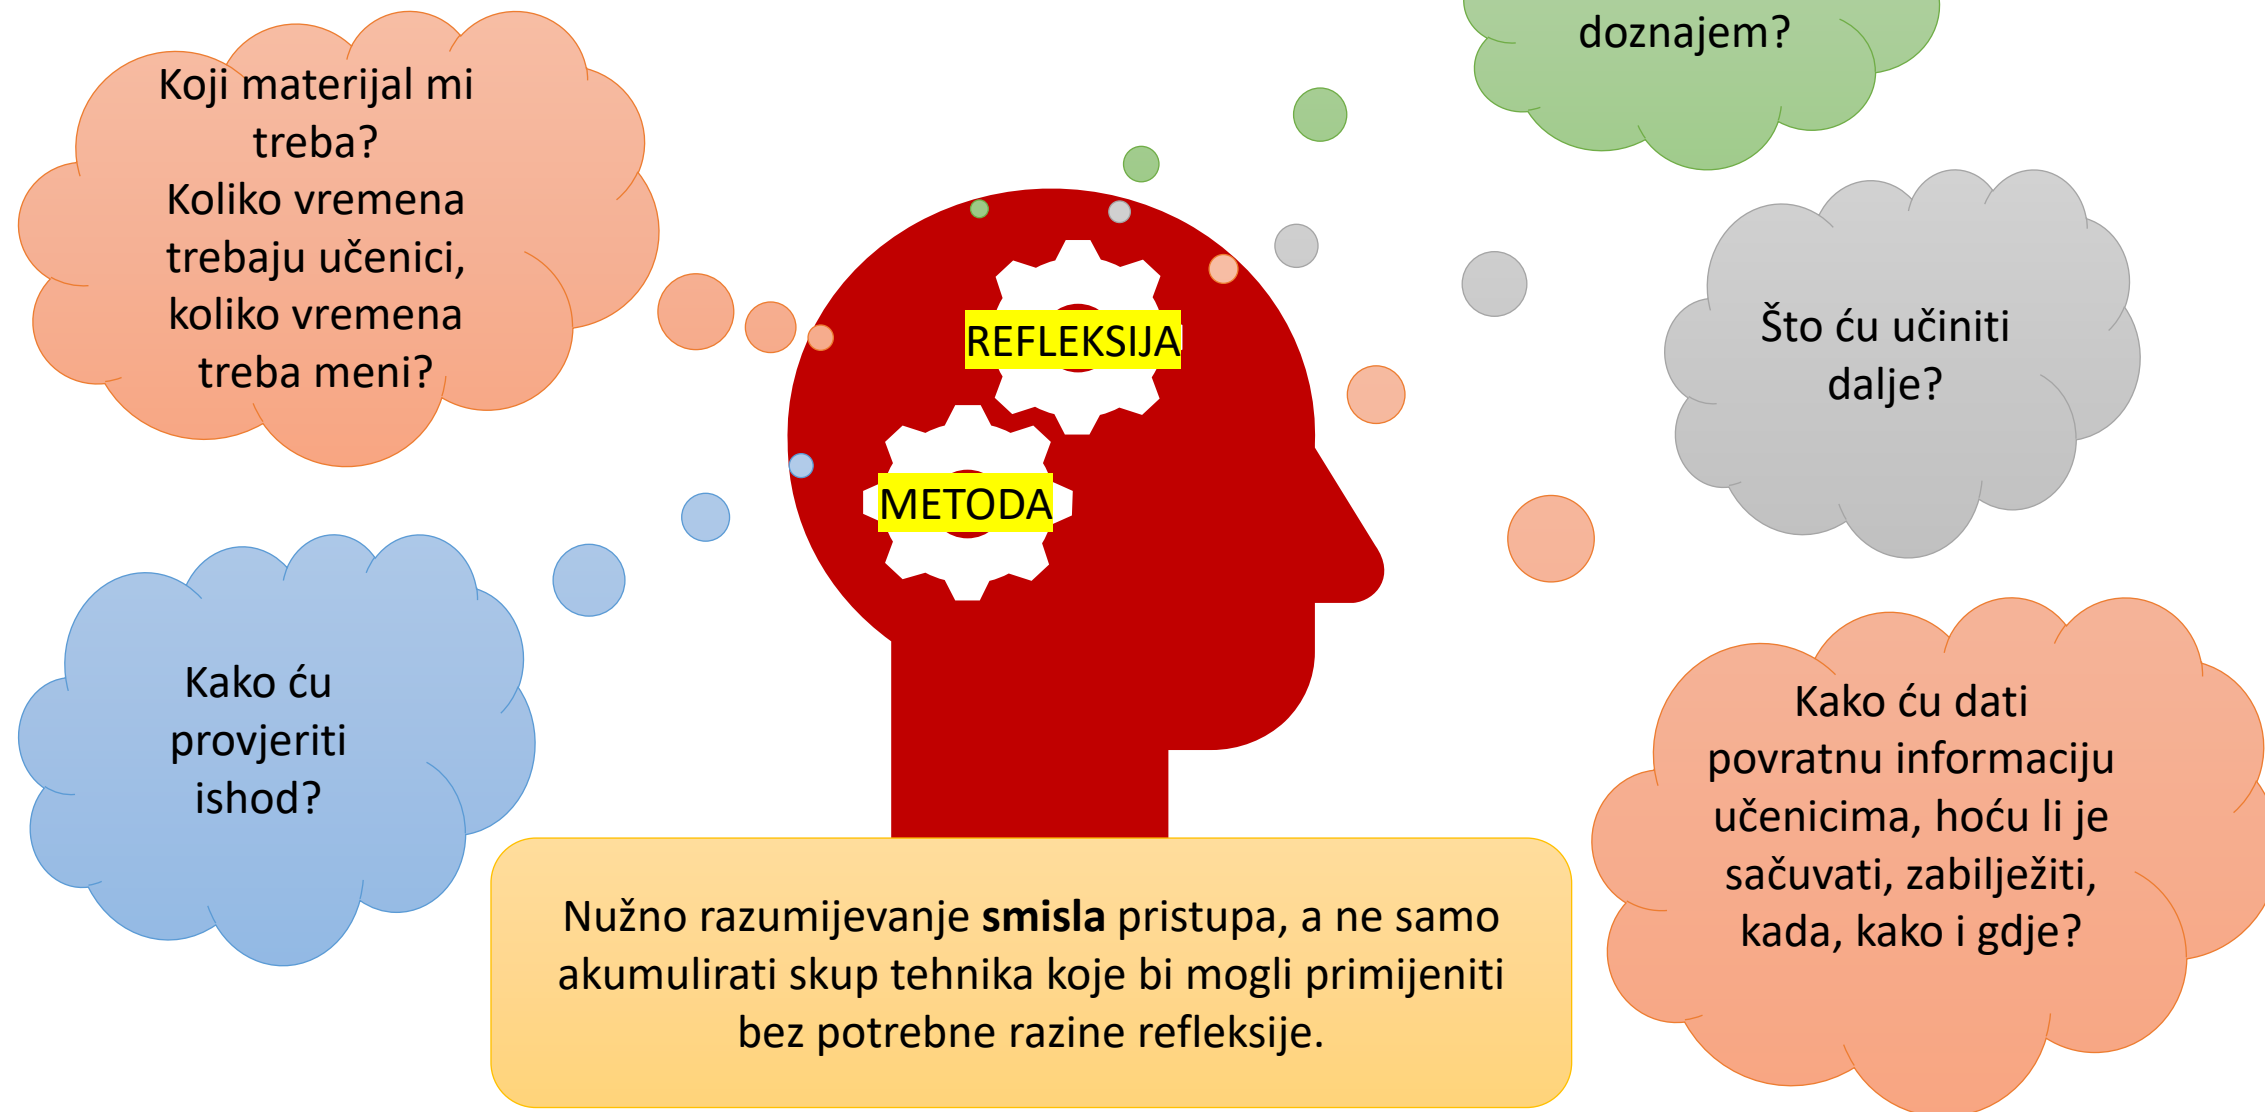 doznajem?
Koji materijal mi
treba?
Koliko vremena
trebaju učenici,
koliko vremena
treba meni?
REFLEKSIJA
Što ću učiniti
dalje?
METODA
Kako ću
provjeriti
ishod?
Kako ću dati
povratnu informaciju
učenicima, hoću li je
sačuvati, zabilježiti,
kada, kako i gdje?
Nužno razumijevanje smisla pristupa, a ne samo
akumulirati skup tehnika koje bi mogli primijeniti
bez potrebne razine refleksije.